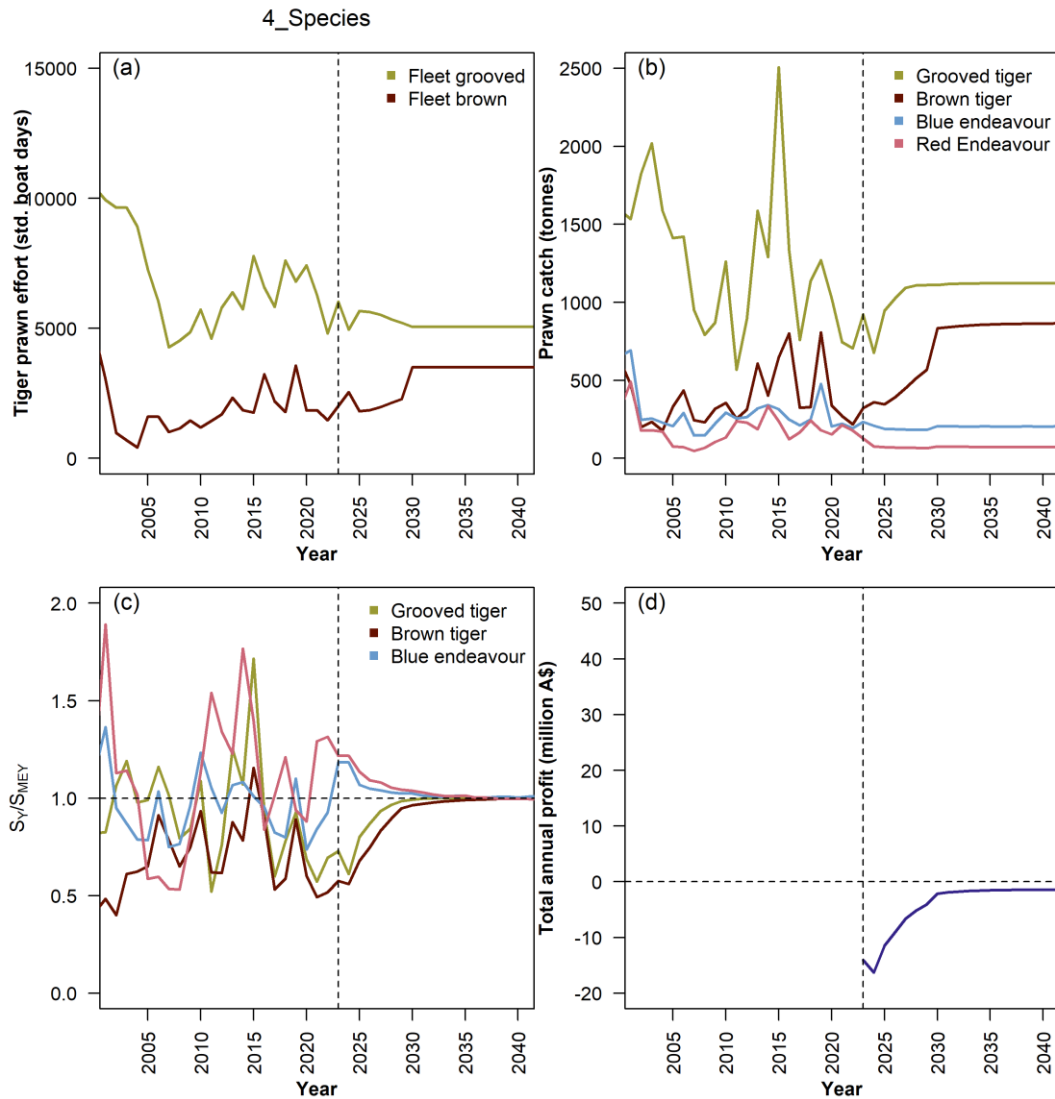 4_Species
(a)
Fleet grooved
Fleet brown
Tiger prawn effort (std. boat days)
15000
10000
5000
0
2005
2010
2015
2020
2025
2030
2035
2040
Year
(b)
Grooved tiger
Brown tiger
Blue endeavour
Red Endeavour
Prawn catch (tonnes)
2500
2000
1500
1000
500
0
2005
2010
2015
2020
2025
2030
2035
2040
Year
(c)
Grooved tiger
Brown tiger
Blue endeavour
SY/SMEY
2.0
1.5
1.0
0.5
0.0
2005
2010
2015
2020
2025
2030
2035
2040
Year
(d)
Total annual profit (million A$)
50
40
30
20
10
0
-10
-20
2005
2010
2015
2020
2025
2030
2035
2040
Year